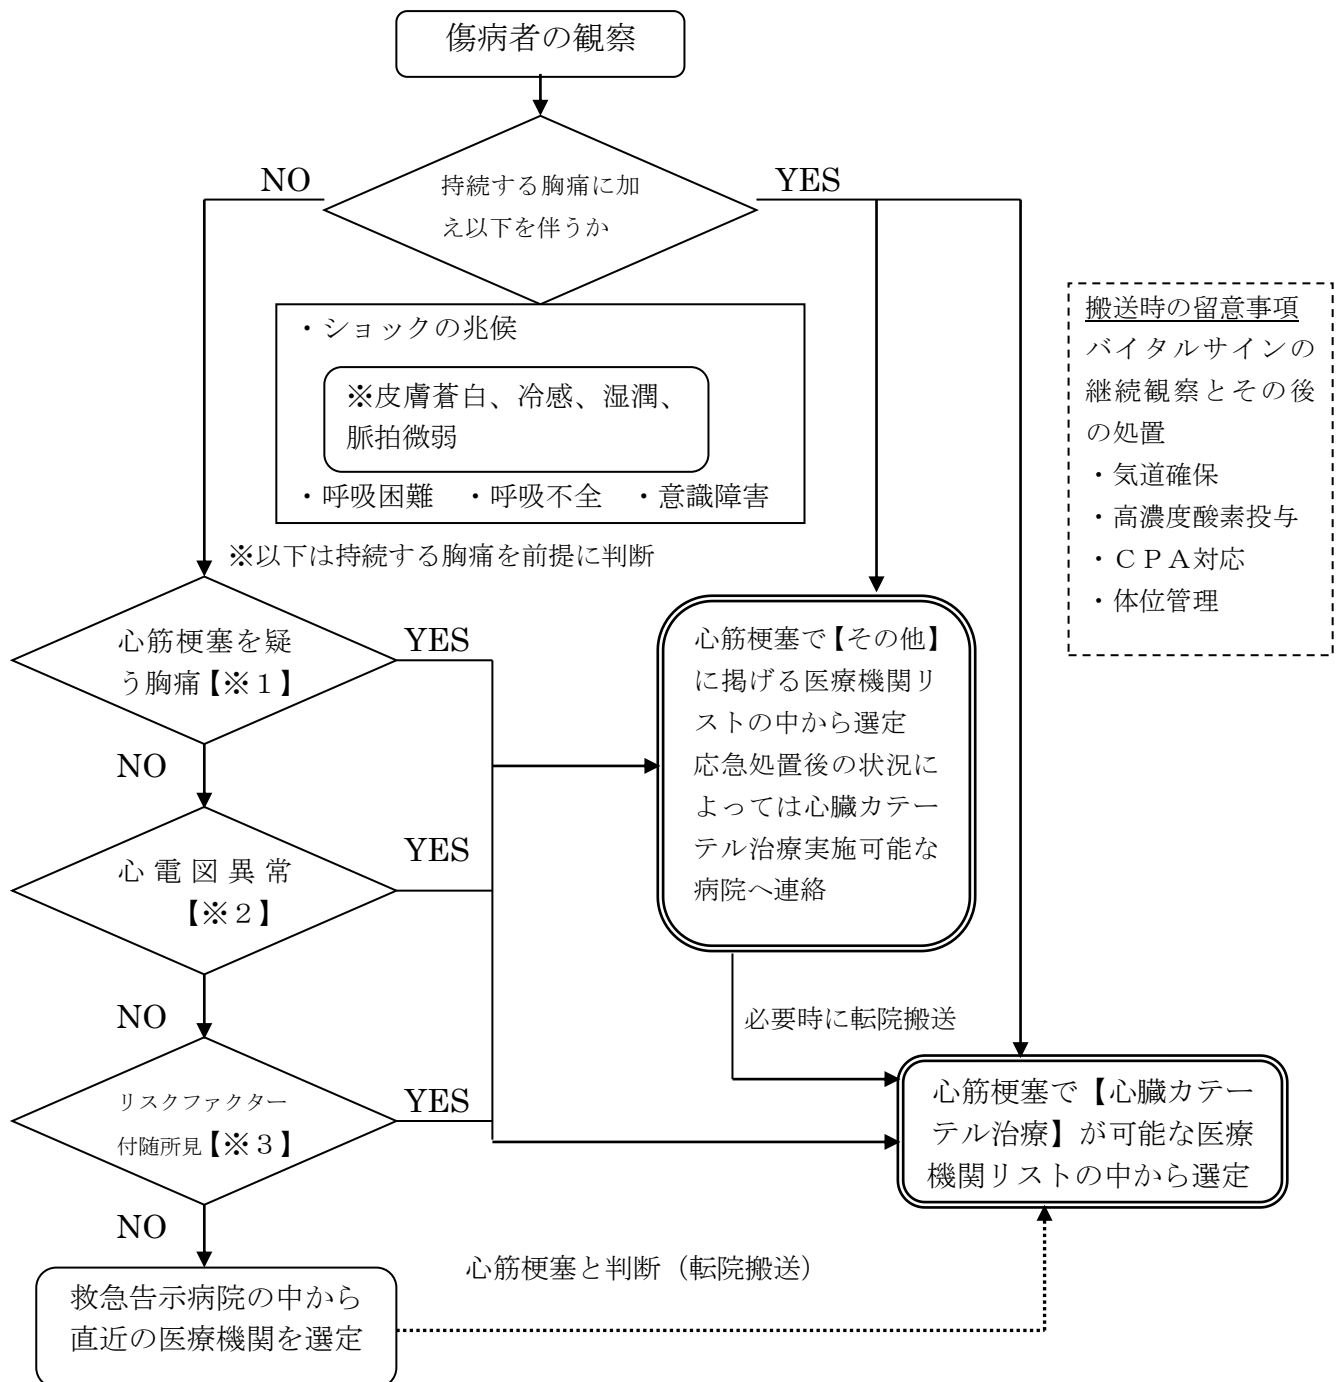 傷病者の観察
NO
YES
持続する胸痛に加
え以下を伴うか
・ショックの兆候
※皮膚蒼白、冷感、湿潤、
脈拍微弱
・呼吸困難　・呼吸不全　・意識障害
搬送時の留意事項
バイタルサインの
継続観察とその後
の処置
・気道確保
・高濃度酸素投与
・ＣＰＡ対応
・体位管理
※以下は持続する胸痛を前提に判断
心筋梗塞を疑
う胸痛【※１】
YES
NO
心筋梗塞で【その他】
に掲げる医療機関リ
ストの中から選定
応急処置後の状況に
よっては心臓カテー
テル治療実施可能な
病院へ連絡
心電図異常
【※２】
YES
NO
必要時に転院搬送
リスクファクター
付随所見【※３】
YES
NO
心筋梗塞で【心臓カテー
テル治療】が可能な医療
機関リストの中から選定
心筋梗塞と判断（転院搬送）
救急告示病院の中から
直近の医療機関を選定